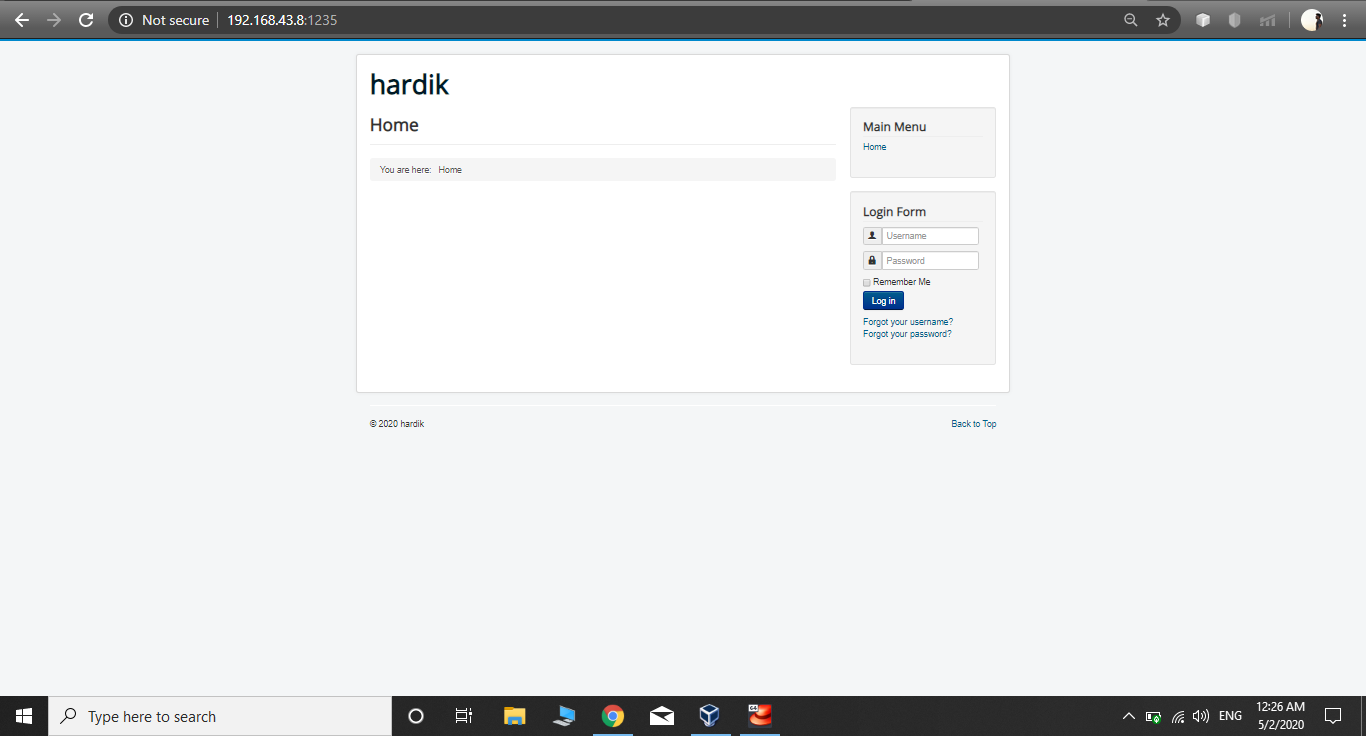 Not secure 192.168.43.8:1235
hardik
Home
You are here: Home
Main Menu
Home
Login Form
Username
Password
Remember Me
Log in
Forgot your username?
Forgot your password?
© 2020 hardik
Back to Top
Type here to search
64
ENG
12:26 AM
5/2/2020